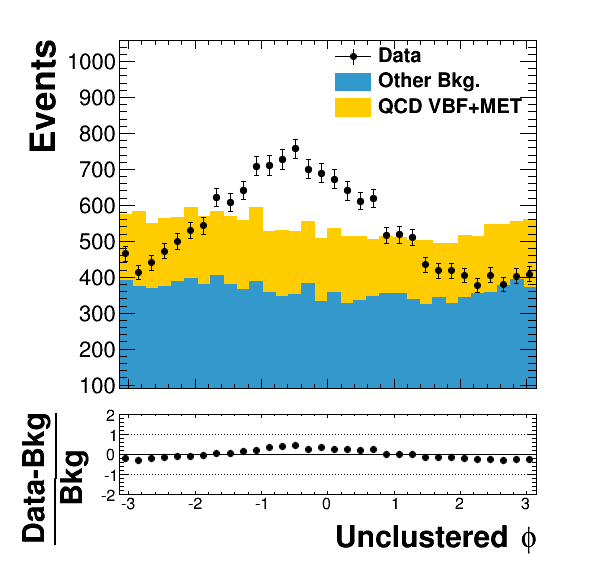 Events
1000
900
800
700
600
500
400
300
200
100
Data
Other Bkg.
QCD VBF+MET
Data-Bkg
Bkg
2
1
0
-1
-2
-3 -2 -1 0 1 2 3
Unclustered ϕ